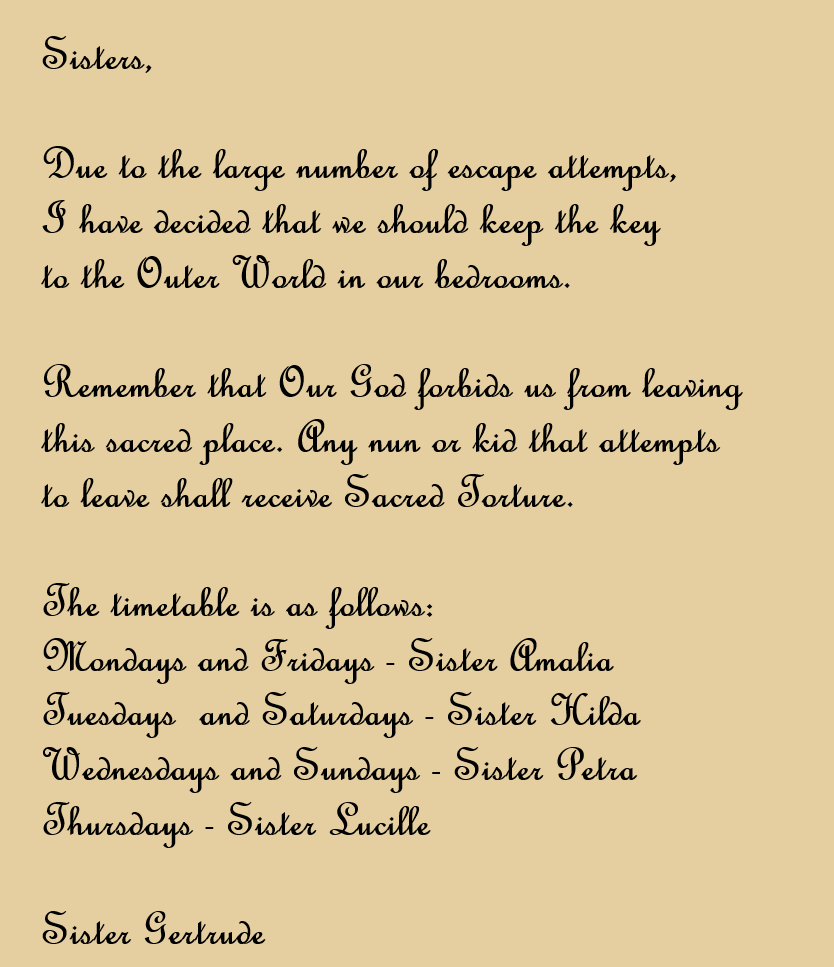 Sisters,
Due to the large number of escape attempts,
I have decided that we should keep the key
to the Outer World in our bedrooms.
Remember that Our God forbids us from leaving
this sacred place. Any nun or kid that attempts
to leave shall receive Sacred Torture.
The timetable is as follows:
Mondays and Fridays - Sister Amalia
Tuesdays  and Saturdays - Sister Hilda
Wednesdays and Sundays - Sister Petra
Thursdays - Sister Lucille
Sister Gertrude